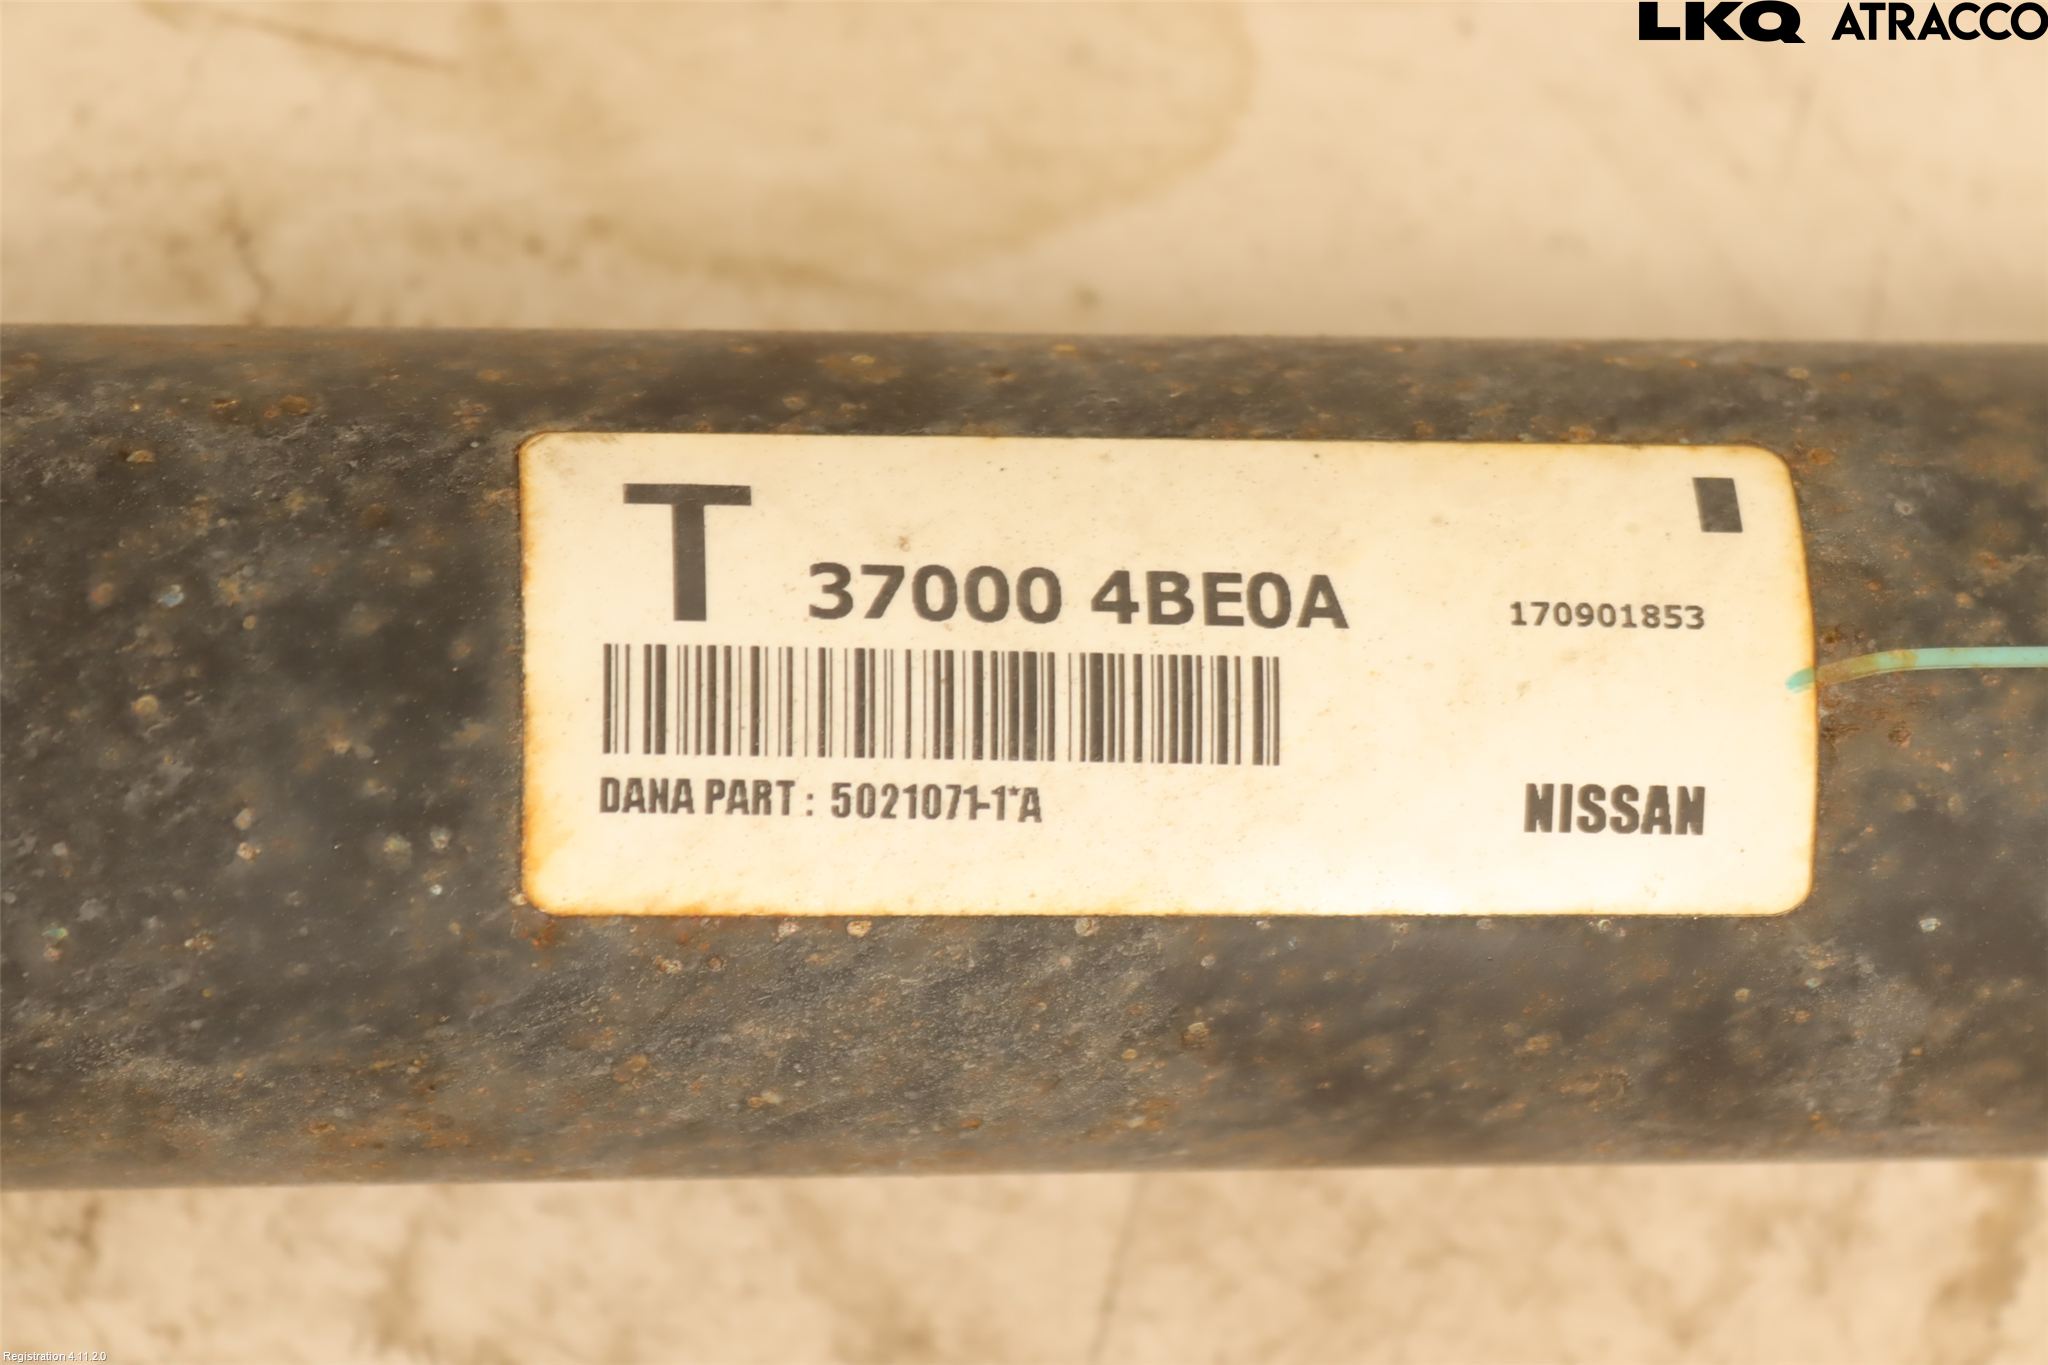 LKQ ATRACCO
T 37000 4BE0A
170901853
DANA PART : 5021071-1*A
NISSAN
Registration 4.11.2.0